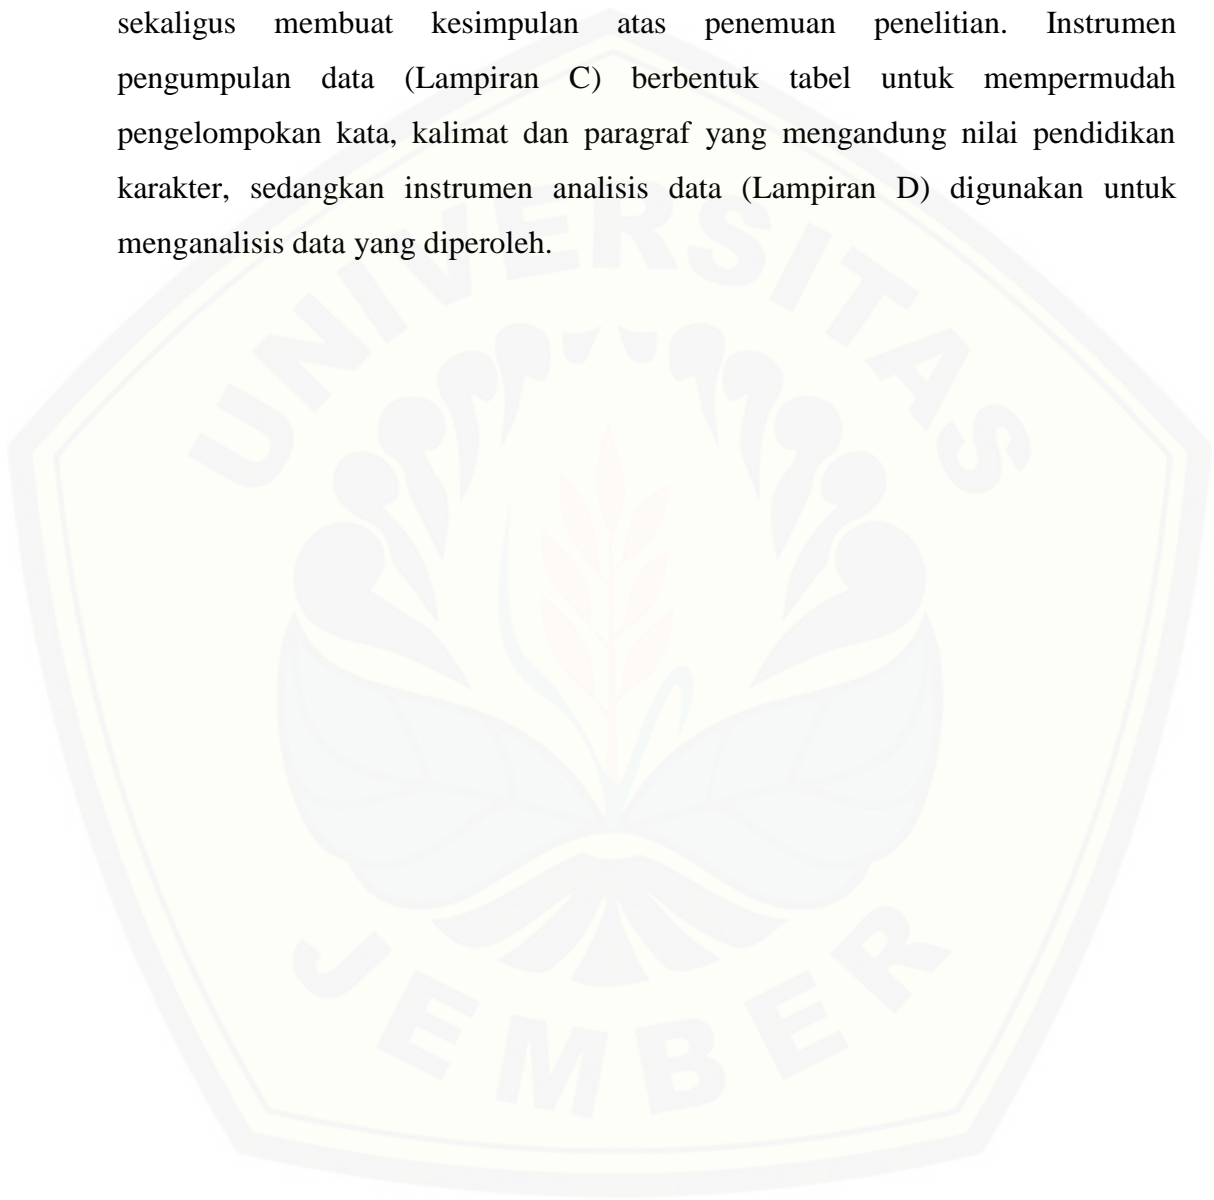 sekaligus membuat kesimpulan atas penemuan penelitian. Instrumen
pengumpulan data (Lampiran C) berbentuk tabel untuk mempermudah
pengelompokan kata, kalimat dan paragraf yang mengandung nilai pendidikan
karakter, sedangkan instrumen analisis data (Lampiran D) digunakan untuk
menganalisis data yang diperoleh.
UNIVERSITAS
JEMBER